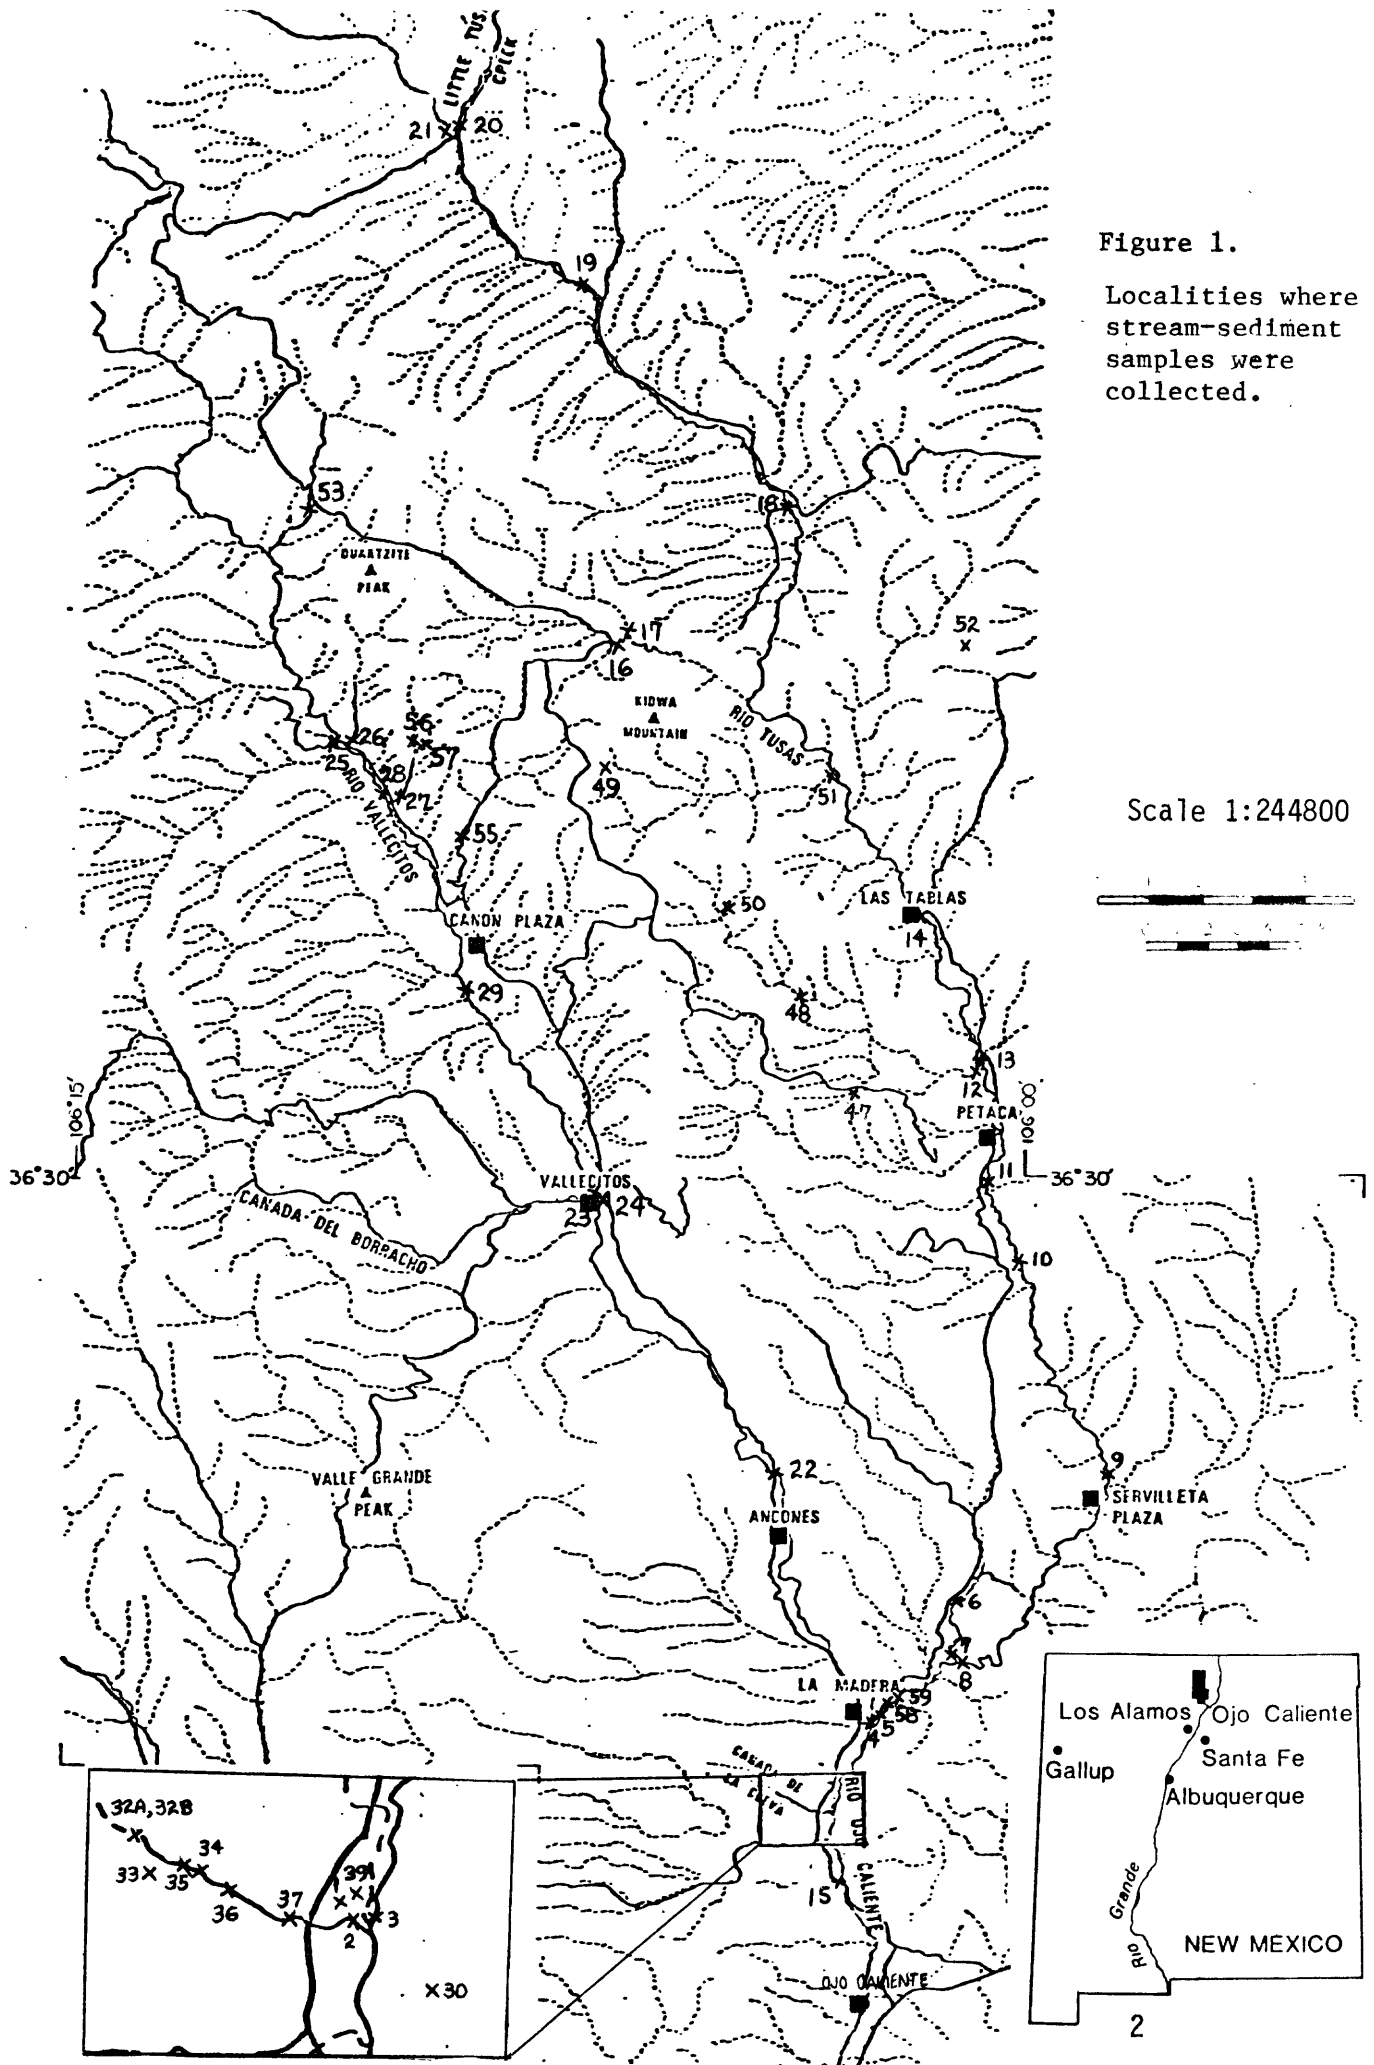 LITTLE TUS
CREEK
21
20
19
Figure 1.
Localities where
stream-sediment
samples were
collected.
53
18
QUARTZITE
PEAK
17
16
52
KIOWA
MOUNTAIN
RIO TUSAS
56
57
26
25
28
27
RIO VALLECITOS
49
51
Scale 1:244800
55
50
LAS TABLAS
14
CANON PLAZA
29
48
13
12
47
PETACA
106°15'
106°00'
36°30'
11
36°30'
VALLECITOS
23
24
CANADA DEL BORRACHO
10
22
9
VALLE GRANDE
PEAK
SERVILLETA
PLAZA
ANCONES
6
7
8
LA MADERA
59
58
45
Los Alamos
Ojo Caliente
Gallup
Santa Fe
Albuquerque
Rio Grande
NEW MEXICO
CANADA DE
RIO OJO
CALIENTE
15
OJO CALIENTE
32A, 32B
33
34
35
36
37
39
3
2
30
2